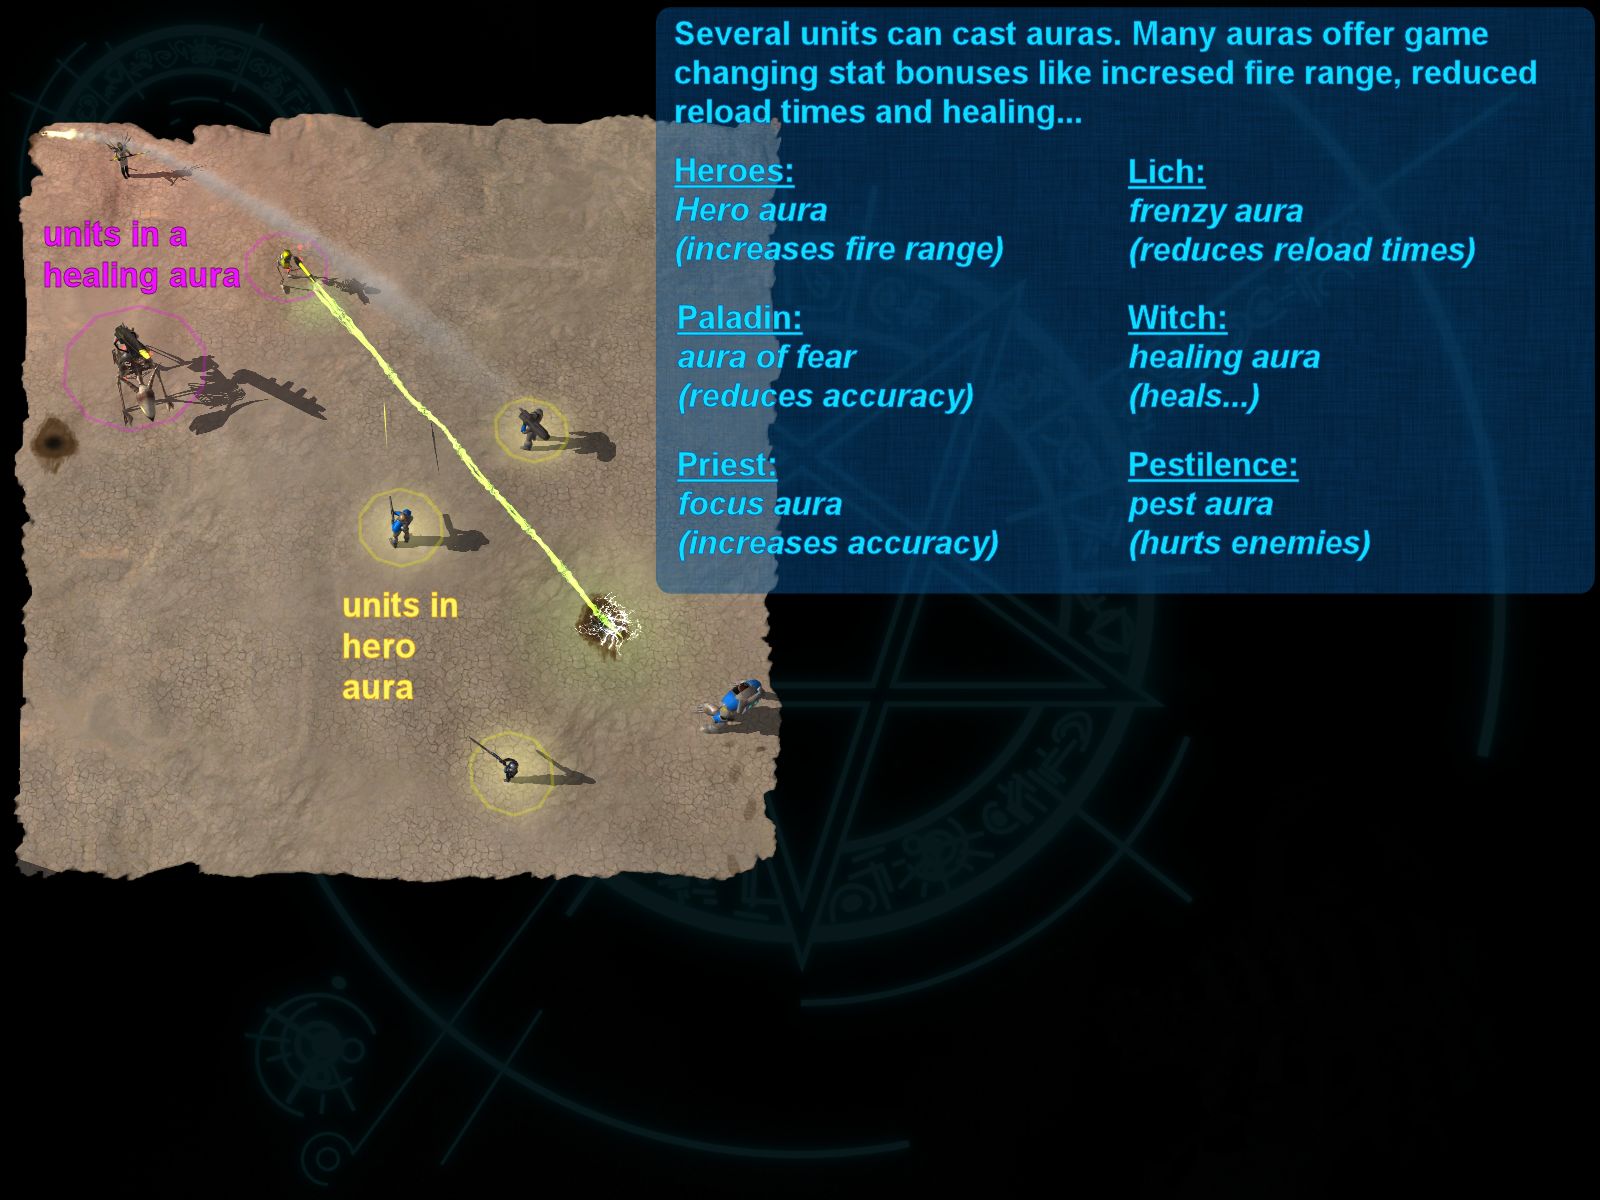 Several units can cast auras. Many auras offer game
changing stat bonuses like incresed fire range, reduced
reload times and healing...
Heroes:
Hero aura
(increases fire range)
Lich:
frenzy aura
(reduces reload times)
Paladin:
aura of fear
(reduces accuracy)
Witch:
healing aura
(heals...)
Priest:
focus aura
(increases accuracy)
Pestilence:
pest aura
(hurts enemies)
units in a
healing aura
units in
hero
aura